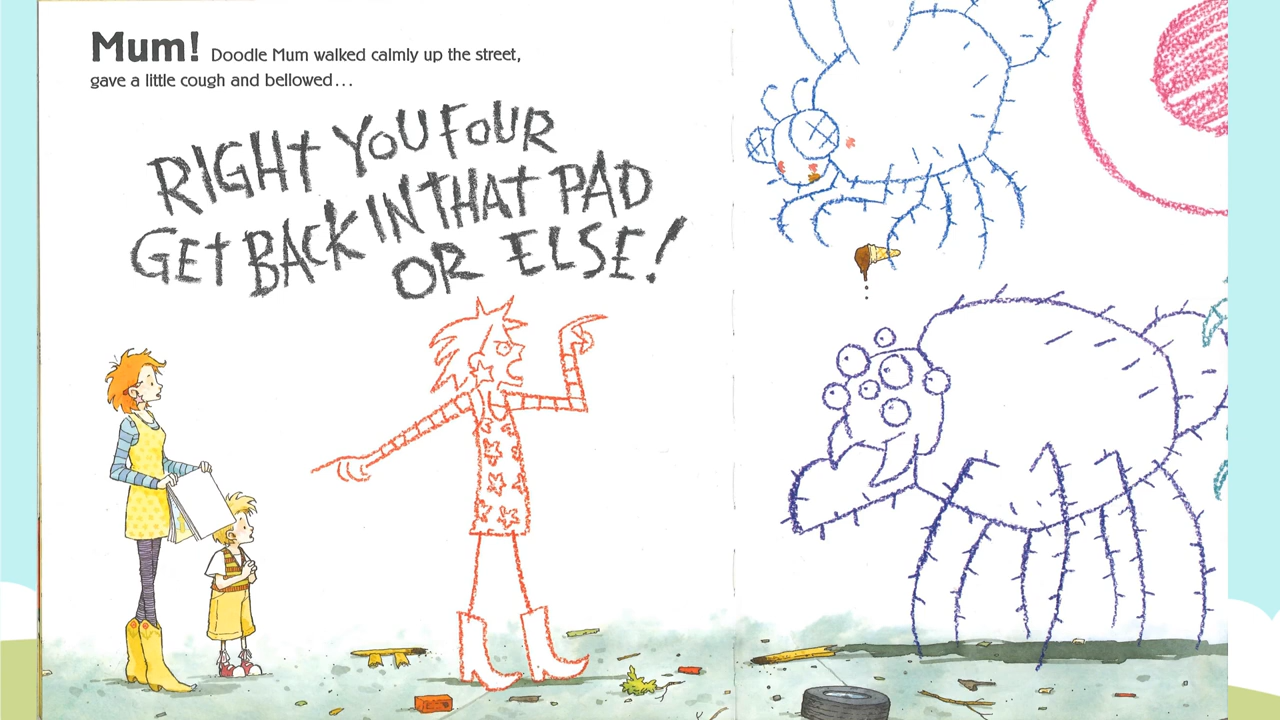 Mum! Doodle Mum walked calmly up the street,
gave a little cough and bellowed...
RIGHT YOU FOUR
GET BACK IN THAT PAD
OR ELSE!